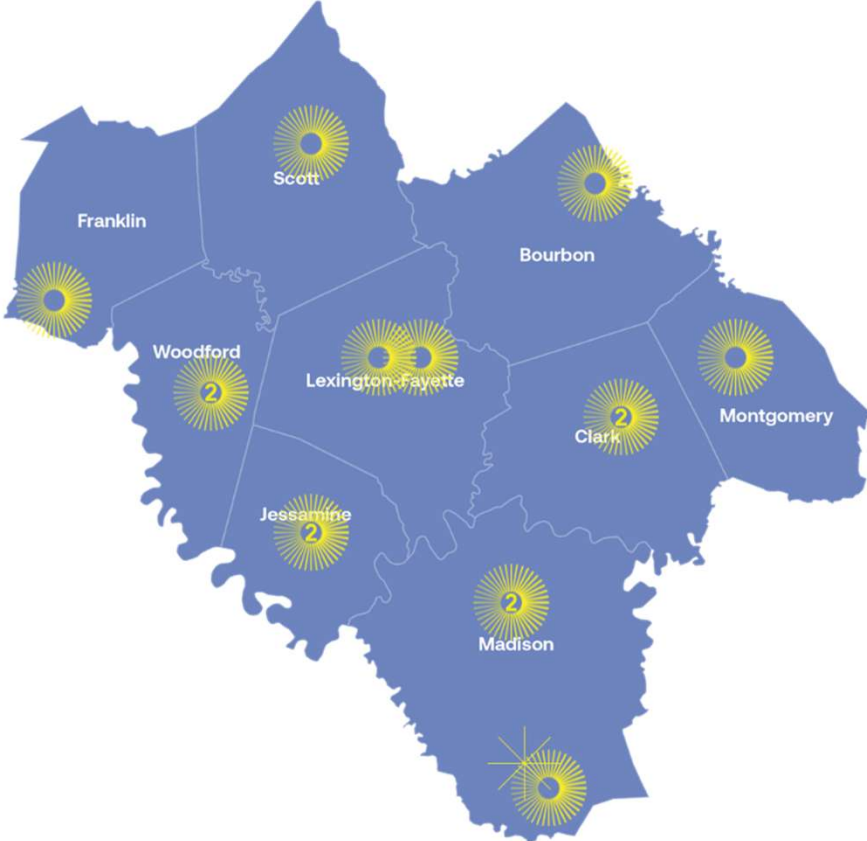 Scott
Franklin
Bourbon
Woodford
2
Lexington-Fayette
2
Clark
Montgomery
Jessamine
2
2
Madison